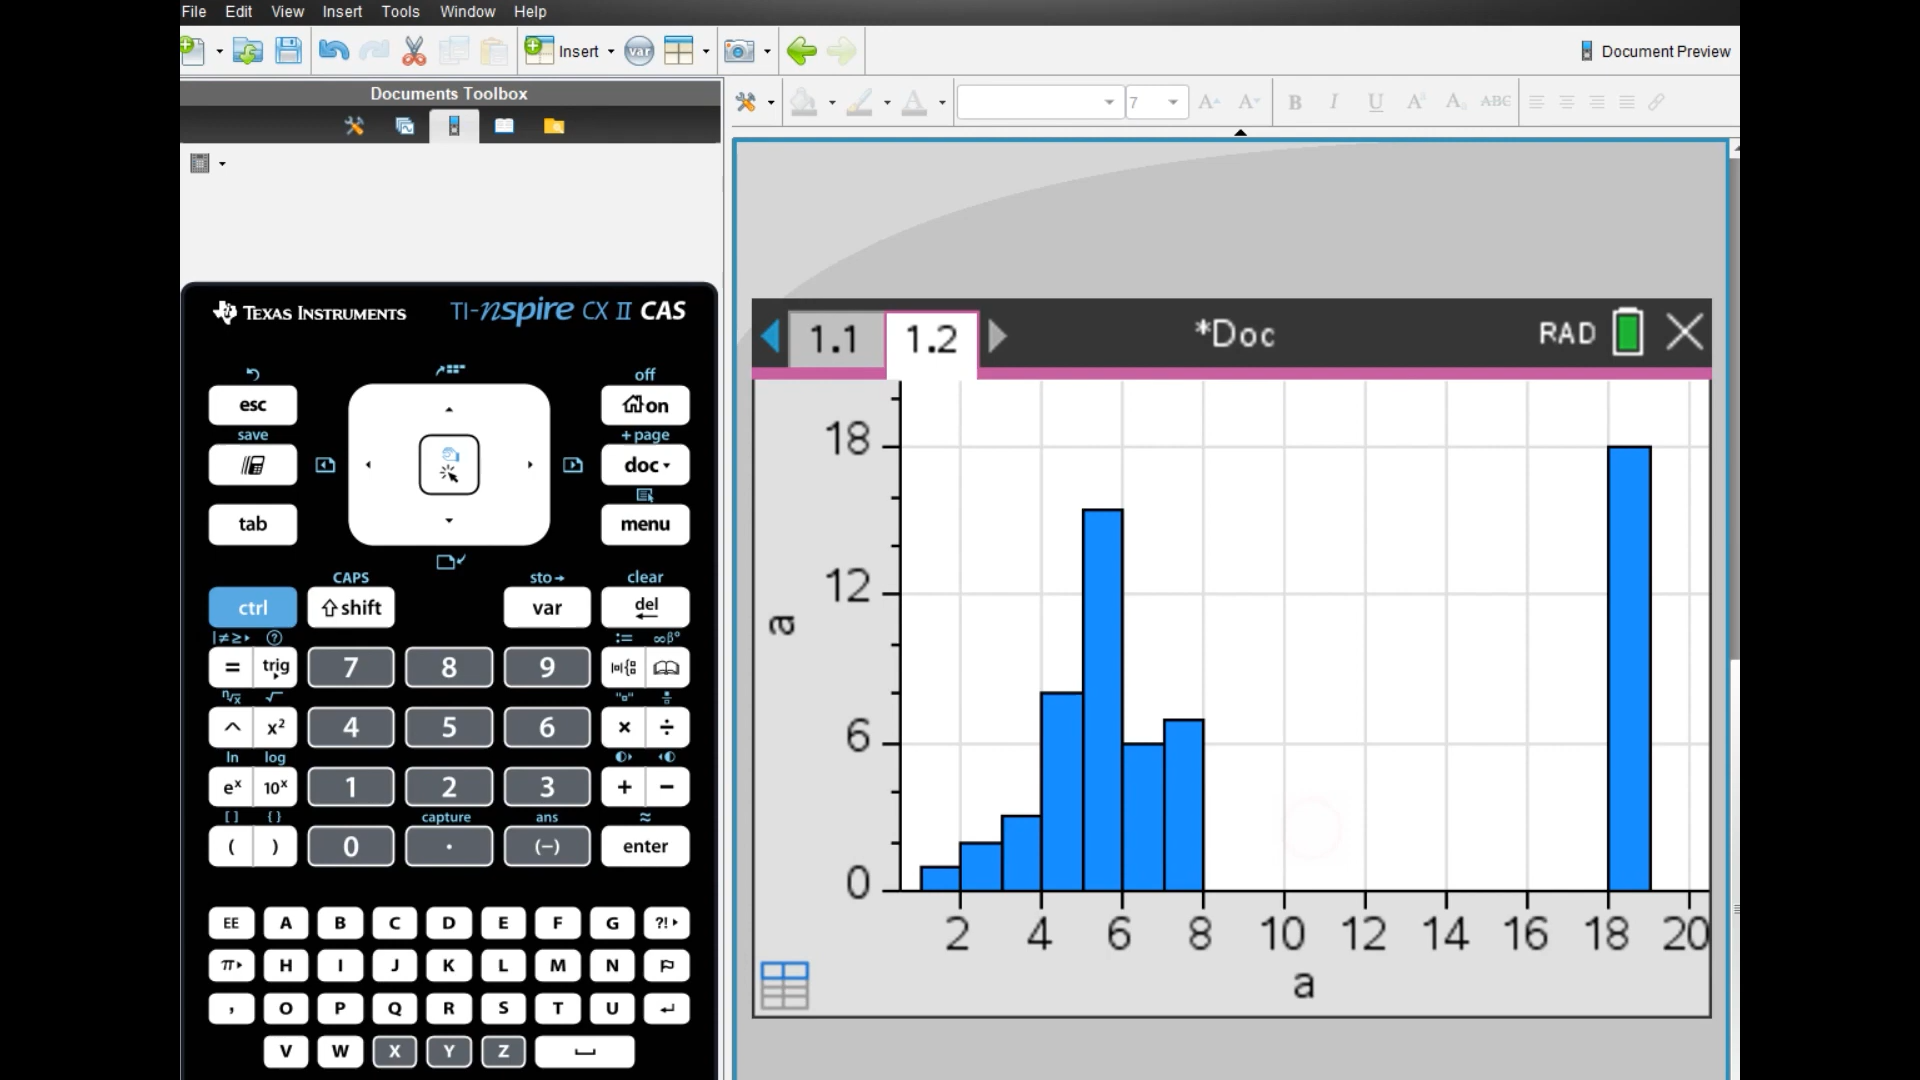 File Edit View Insert Tools Window Help
Insert var Document Preview
Documents Toolbox
7 A A B I U A A ABC
TEXAS INSTRUMENTS TI-nspire CX II CAS
1.1 1.2 *Doc RAD
off
esc on
save + page
doc
tab menu
CAPS sto→ clear
ctrl ⇧shift var del
|≠≥▸ ? := ∞β°
= trig 7 8 9 |□|{
ⁿ√x √ "□"
^ x² 4 5 6 × ÷
ln log
eˣ 10ˣ 1 2 3 + −
[ ] { } capture ans ≈
( ) 0 . (−) enter
EE A B C D E F G ?!▸
π▸ H I J K L M N
, O P Q R S T U ↵
V W X Y Z
18
12
a
6
0
2 4 6 8 10 12 14 16 18 20
a